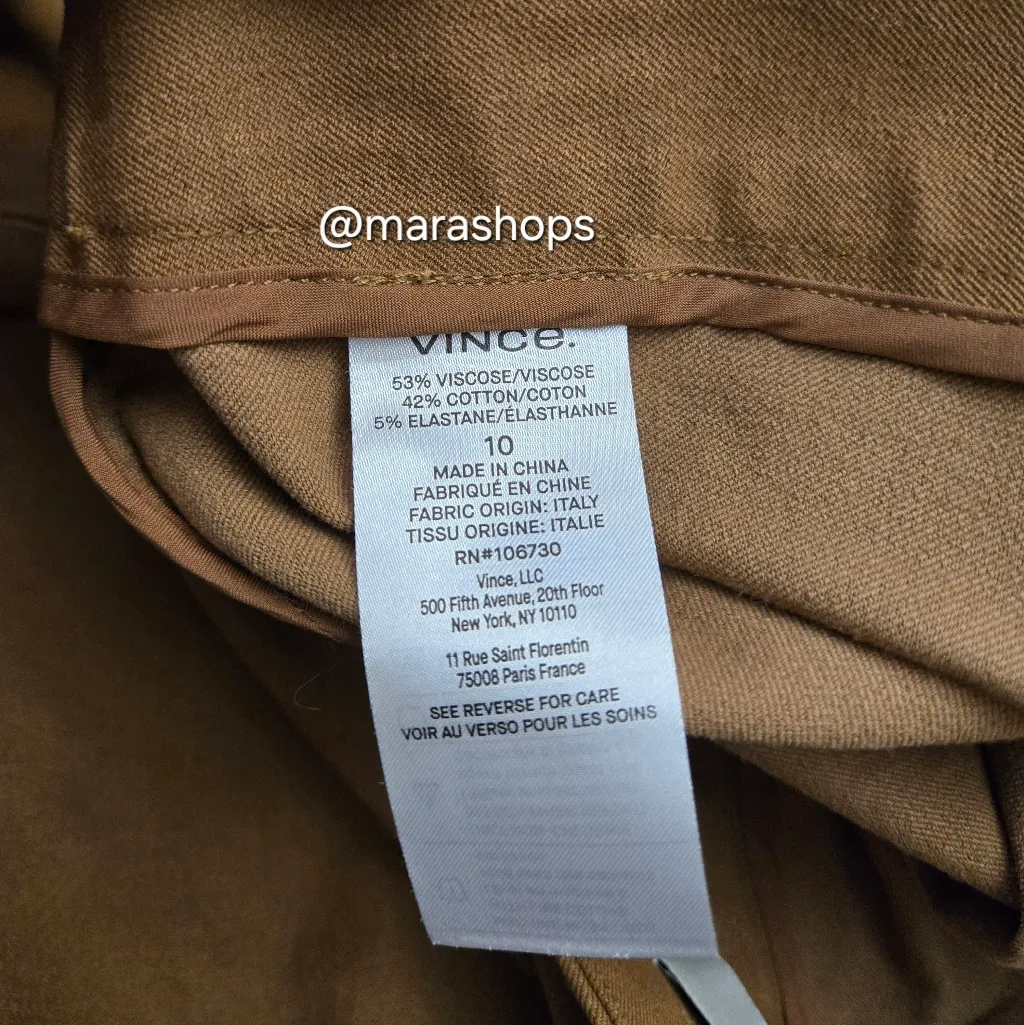 @marashops
VINCE.
53% VISCOSE/VISCOSE
42% COTTON/COTON
5% ELASTANE/ÉLASTHANNE
10
MADE IN CHINA
FABRIQUÉ EN CHINE
FABRIC ORIGIN: ITALY
TISSU ORIGINE: ITALIE
RN#106730
Vince, LLC
500 Fifth Avenue, 20th Floor
New York, NY 10110
11 Rue Saint Florentin
75008 Paris France
SEE REVERSE FOR CARE
VOIR AU VERSO POUR LES SOINS